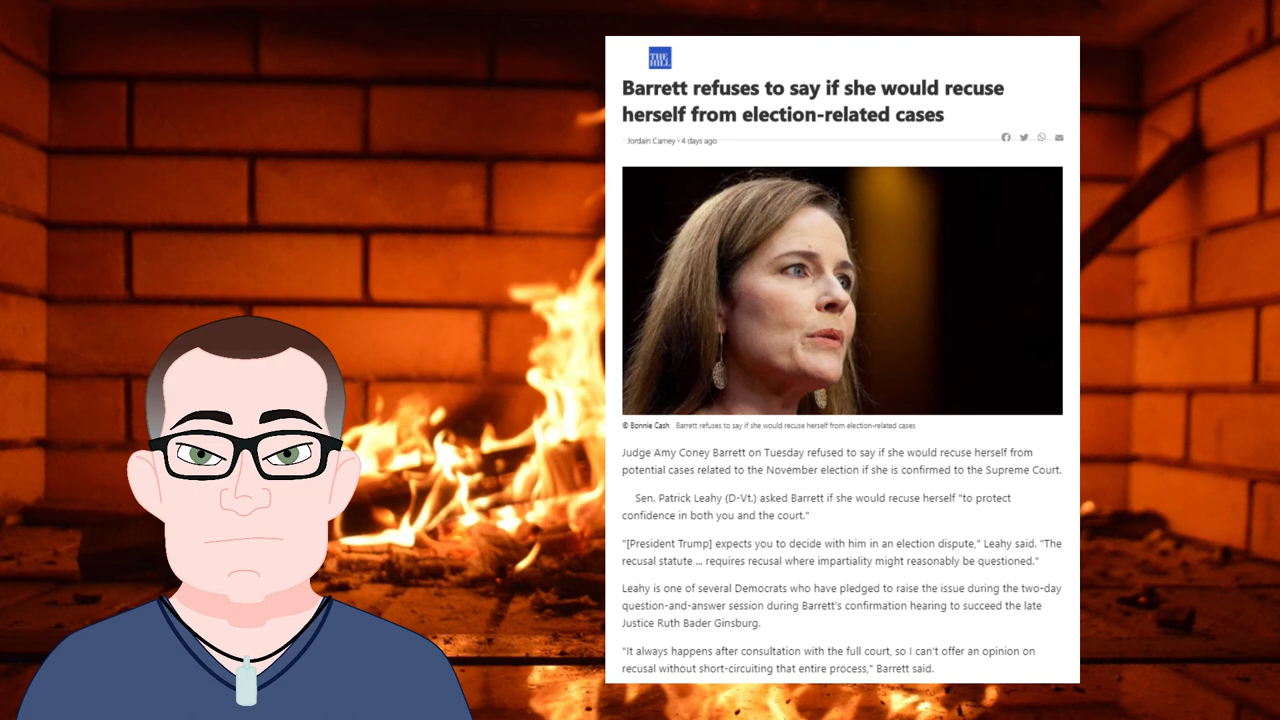 THE
HILL
Barrett refuses to say if she would recuse
herself from election-related cases
Jordain Carney - 4 days ago
© Bonnie Cash Barrett refuses to say if she would recuse herself from election-related cases
Judge Amy Coney Barrett on Tuesday refused to say if she would recuse herself from
potential cases related to the November election if she is confirmed to the Supreme Court.
Sen. Patrick Leahy (D-Vt.) asked Barrett if she would recuse herself "to protect
confidence in both you and the court."
"[President Trump] expects you to decide with him in an election dispute," Leahy said. "The
recusal statute ... requires recusal where impartiality might reasonably be questioned."
Leahy is one of several Democrats who have pledged to raise the issue during the two-day
question-and-answer session during Barrett's confirmation hearing to succeed the late
Justice Ruth Bader Ginsburg.
"It always happens after consultation with the full court, so I can't offer an opinion on
recusal without short-circuiting that entire process," Barrett said.